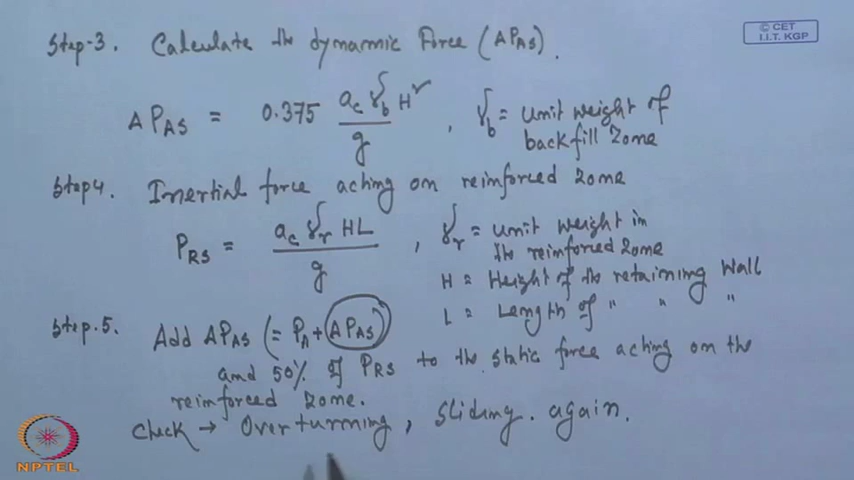 © CET
I.I.T. KGP
Step-3. Calculate the dynamic Force (ΔPAS).
ΔPAS = 0.375 ac γb H² / g , γb = unit weight of
backfill Zone
Step 4. Inertial force acting on reinforced zone
PRS = ac γr HL / g , γr = unit weight in
the reinforced Zone
H = Height of the retaining Wall
L = Length of " " "
Step.5. Add ΔPAS (= PA + ΔPAS)
and 50% of PRS to the static force acting on the
reinforced zone.
Check → Overturning, sliding. again.
NPTEL